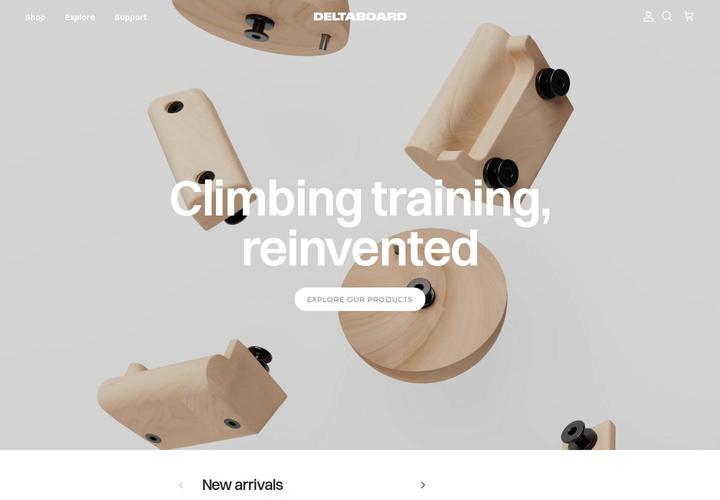 Shop
Explore
Support
DELTABOARD
Climbing training,
reinvented
EXPLORE OUR PRODUCTS
New arrivals